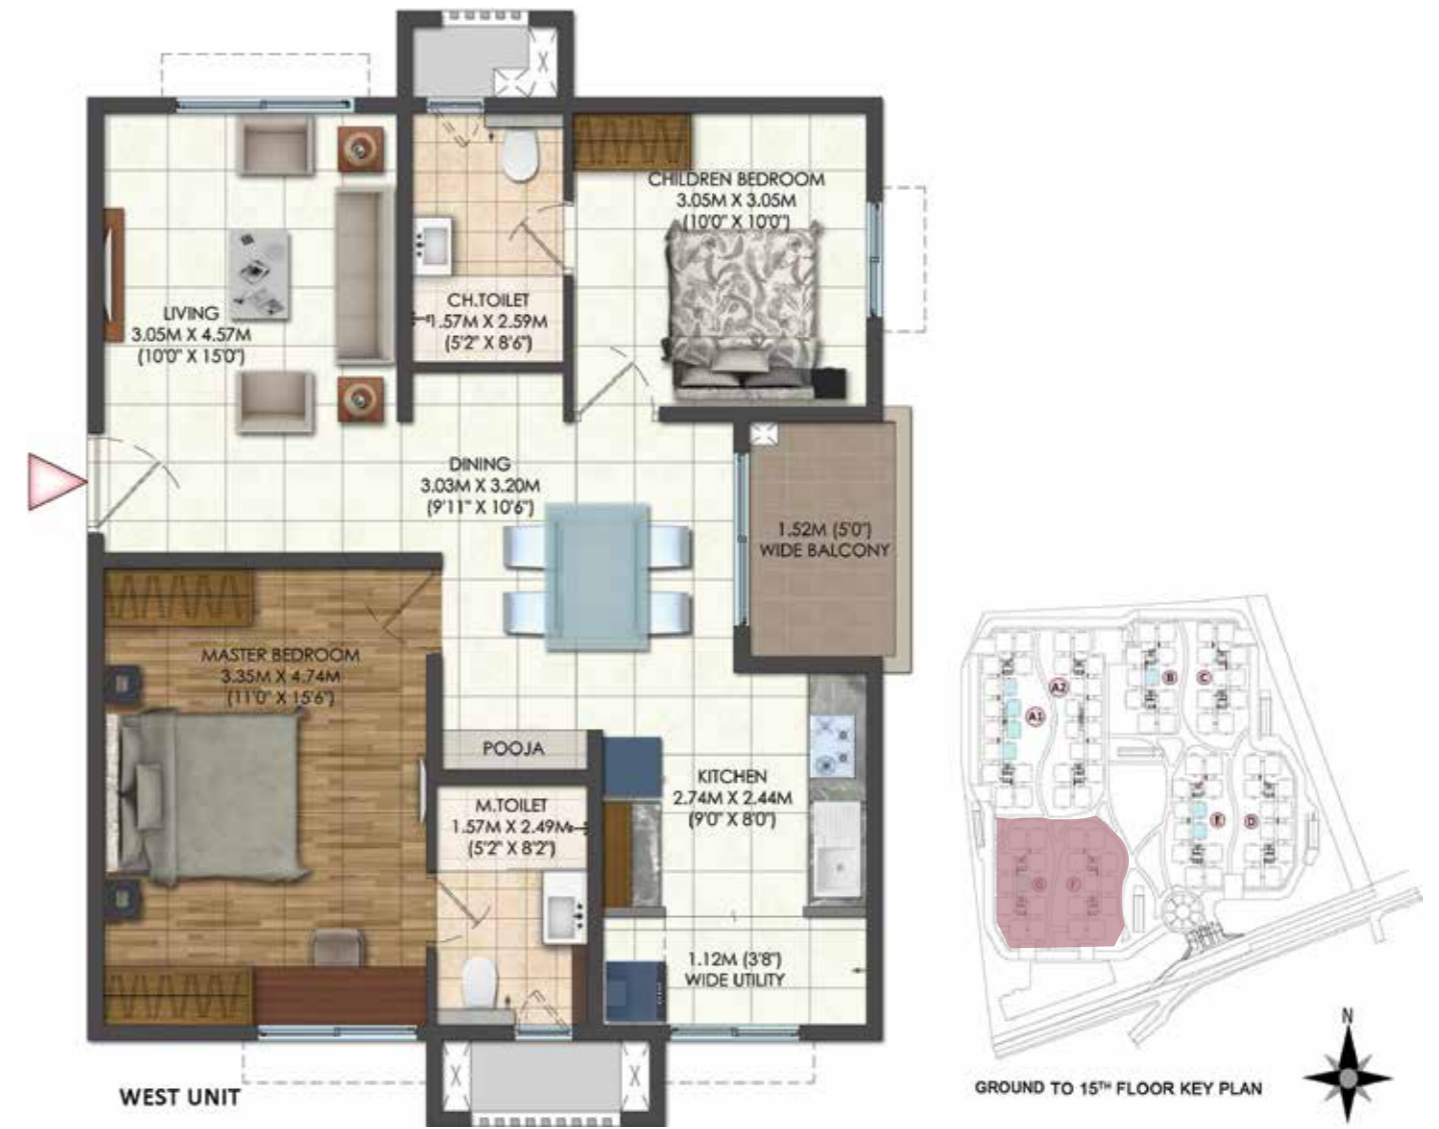 CHILDREN BEDROOM
3.05M X 3.05M
(10'0" X 10'0")
LIVING
3.05M X 4.57M
(10'0" X 15'0")
CH.TOILET
1.57M X 2.59M
(5'2" X 8'6")
DINING
3.03M X 3.20M
(9'11" X 10'6")
1.52M (5'0")
WIDE BALCONY
MASTER BEDROOM
3.35M X 4.74M
(11'0" X 15'6")
POOJA
M.TOILET
1.57M X 2.49M
(5'2" X 8'2")
KITCHEN
2.74M X 2.44M
(9'0" X 8'0")
1.12M (3'8")
WIDE UTILITY
WEST UNIT
A2
B
C
A1
E
D
G
F
N
GROUND TO 15TH FLOOR KEY PLAN